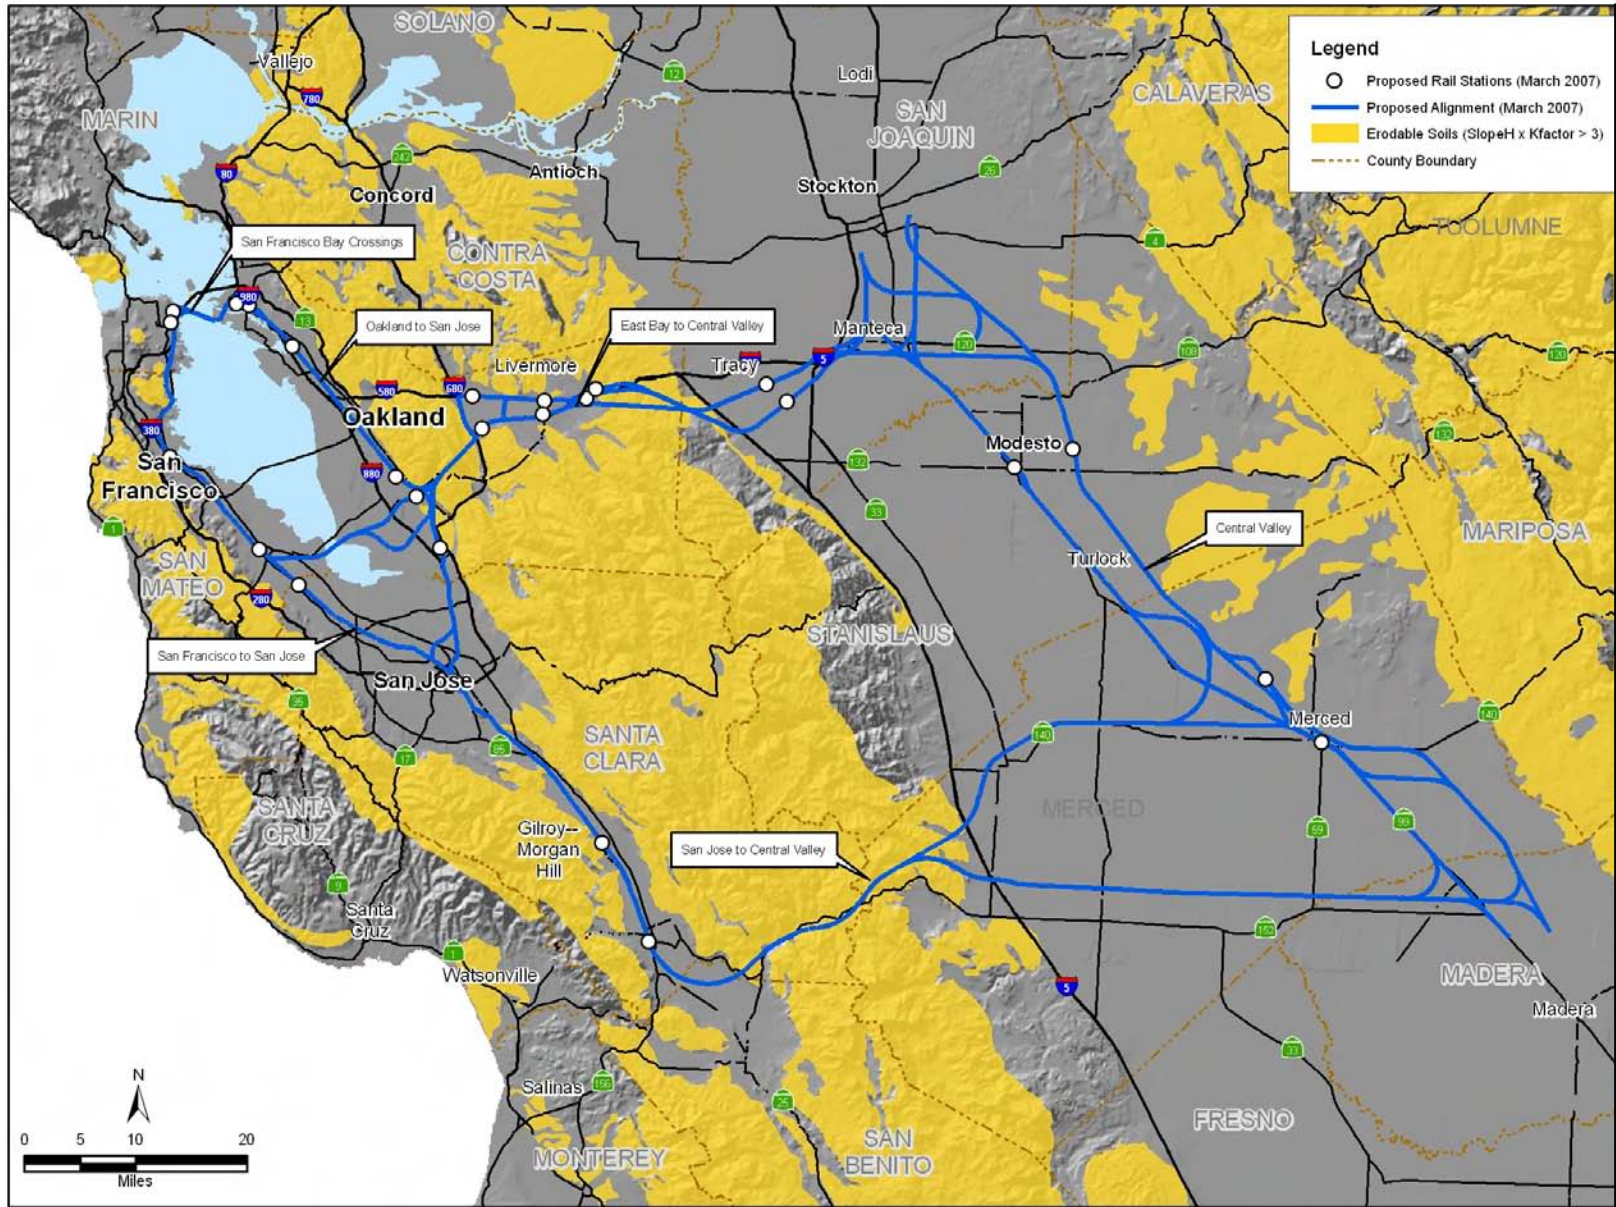 SOLANO
Vallejo
780
MARIN
80
242
Concord
Antioch
12
Lodi
SAN
JOAQUIN
26
Stockton
CALAVERAS
Legend
Proposed Rail Stations (March 2007)
Proposed Alignment (March 2007)
Erodable Soils (SlopeH x Kfactor > 3)
County Boundary
TUOLUMNE
4
San Francisco Bay Crossings
CONTRA
COSTA
980
13
Oakland to San Jose
East Bay to Central Valley
Livermore
Manteca
Tracy
5
120
108
120
580
680
Oakland
380
San
Francisco
880
1
132
33
Modesto
132
Central Valley
MARIPOSA
SAN
MATEO
280
Turlock
STANISLAUS
San Francisco to San Jose
San Jose
35
17
85
SANTA
CLARA
140
Merced
140
MERCED
59
99
SANTA
CRUZ
Gilroy--
Morgan
Hill
San Jose to Central Valley
9
Santa
Cruz
1
Watsonville
152
5
MADERA
Madera
33
N
Salinas
156
25
FRESNO
SAN
BENITO
MONTEREY
0 5 10 20
Miles